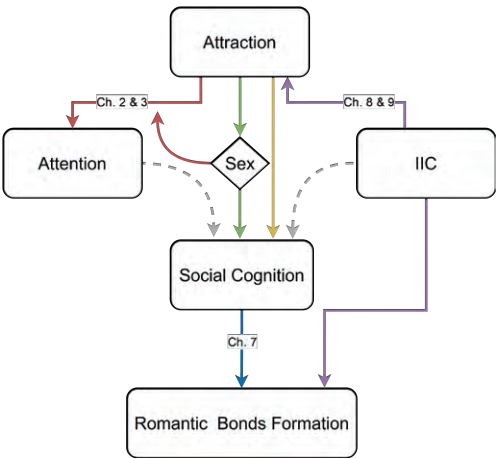 Attraction
Ch. 2 & 3
Ch. 8 & 9
Attention
Sex
IIC
Social Cognition
Ch. 7
Romantic Bonds Formation